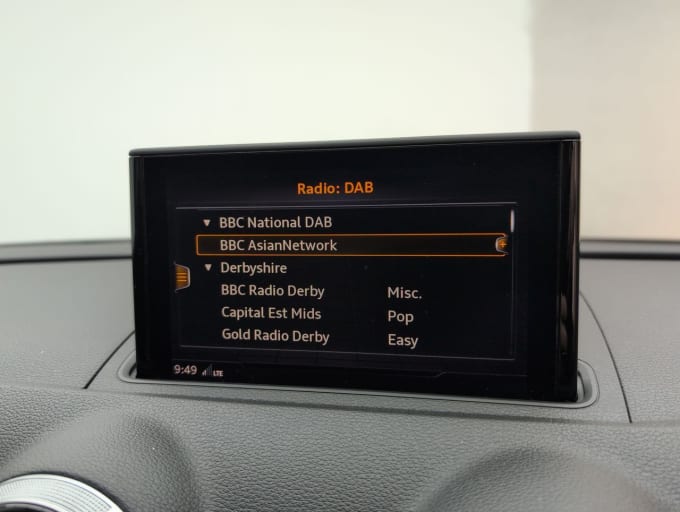 Radio: DAB
▼ BBC National DAB
BBC AsianNetwork
▼ Derbyshire
BBC Radio Derby Misc.
Capital Est Mids Pop
Gold Radio Derby Easy
9:49 LTE